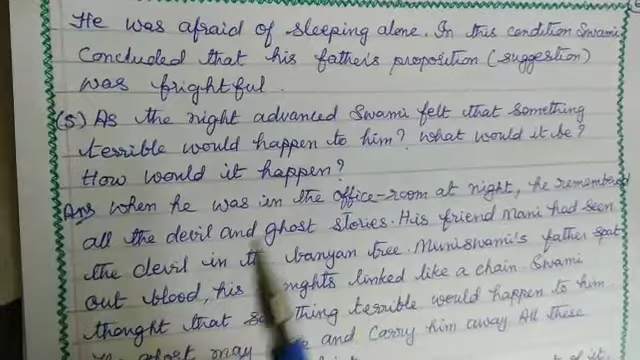 He was afraid of sleeping alone. In this condition Swami
concluded that his father's proposition (suggestion)
was frightful.
(5) As the night advanced Swami felt that something
terrible would happen to him? What would it be?
How would it happen?
Ans When he was in the office-room at night, he remembered
all the devil and ghost stories. His friend Mani had seen
the devil in the banyan tree. Muniswami's father spat
out blood, his linked like a chain. Swami
thought that terrible would happen to him.
ghost may and carry him away. All these